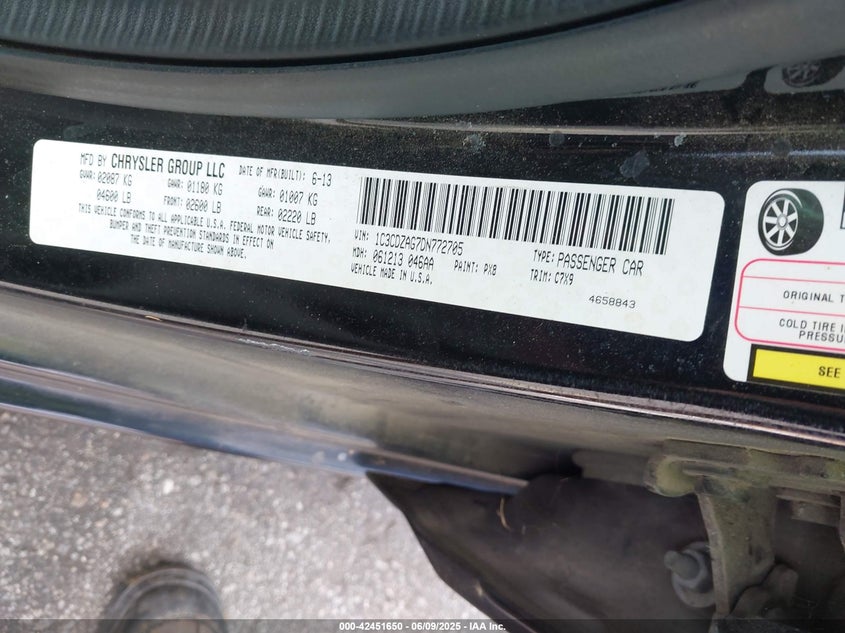 MFD BY CHRYSLER GROUP LLC DATE OF MFR(BUILT): 6-13
GVWR: 02087 KG GAWR: 01180 KG GAWR: 01007 KG
04600 LB FRONT: 02600 LB REAR: 02220 LB
THIS VEHICLE CONFORMS TO ALL APPLICABLE U.S.A. FEDERAL MOTOR VEHICLE SAFETY,
BUMPER AND THEFT PREVENTION STANDARDS IN EFFECT ON
THE DATE OF MANUFACTURE SHOWN ABOVE.
VIN: 1C3CDZAG7DN772705 TYPE: PASSENGER CAR
MDH: 061213 046AA PAINT: PX8 TRIM: C7X9
VEHICLE MADE IN U.S.A.
4658843
ORIGINAL T
COLD TIRE I
PRESSU
SEE
000-42451650 - 06/09/2025 - IAA Inc.